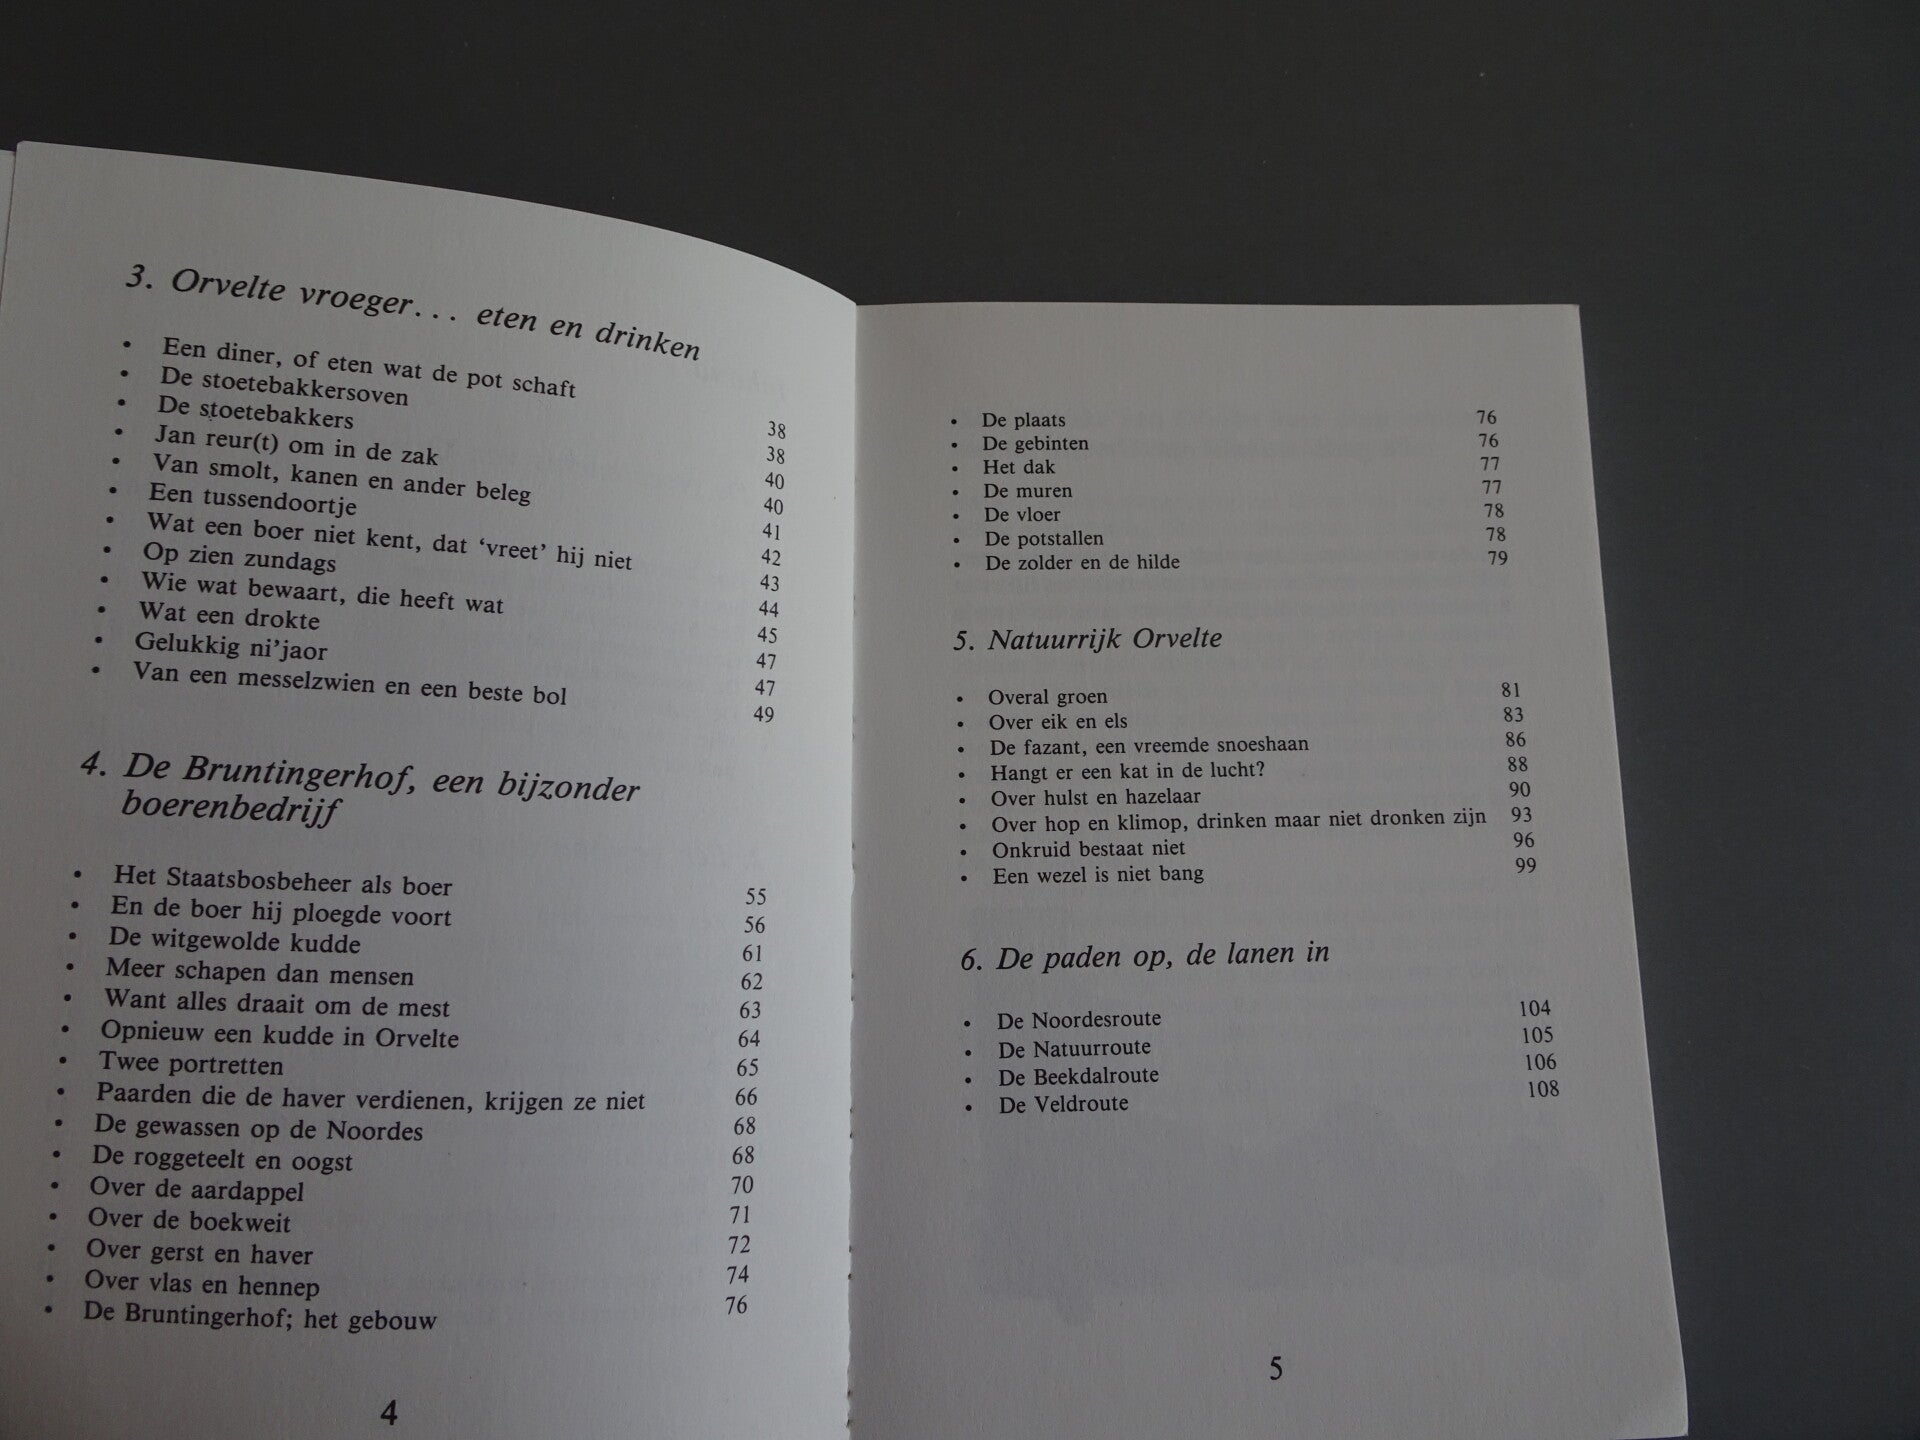 3. Orvelte vroeger... eten en drinken
• Een diner, of eten wat de pot schaft 38
• De stoetebakkersoven 38
• De stoetebakkers 40
• Jan reur(t) om in de zak 40
• Van smolt, kanen en ander beleg 41
• Een tussendoortje 42
• Wat een boer niet kent, dat ‘vreet’ hij niet 43
• Op zien zundags 44
• Wie wat bewaart, die heeft wat 45
• Wat een drokte 47
• Gelukkig ni’jaor 47
• Van een messelzwien en een beste bol 49
4. De Bruntingerhof, een bijzonder
boerenbedrijf
• Het Staatsbosbeheer als boer 55
• En de boer hij ploegde voort 56
• De witgewolde kudde 61
• Meer schapen dan mensen 62
• Want alles draait om de mest 63
• Opnieuw een kudde in Orvelte 64
• Twee portretten 65
• Paarden die de haver verdienen, krijgen ze niet 66
• De gewassen op de Noordes 68
• De roggeteelt en oogst 68
• Over de aardappel 70
• Over de boekweit 71
• Over gerst en haver 72
• Over vlas en hennep 74
• De Bruntingerhof; het gebouw 76
4
• De plaats 76
• De gebinten 76
• Het dak 77
• De muren 77
• De vloer 78
• De potstallen 78
• De zolder en de hilde 79
5. Natuurrijk Orvelte
• Overal groen 81
• Over eik en els 83
• De fazant, een vreemde snoeshaan 86
• Hangt er een kat in de lucht? 88
• Over hulst en hazelaar 90
• Over hop en klimop, drinken maar niet dronken zijn 93
• Onkruid bestaat niet 96
• Een wezel is niet bang 99
6. De paden op, de lanen in
• De Noordesroute 104
• De Natuurroute 105
• De Beekdalroute 106
• De Veldroute 108
5